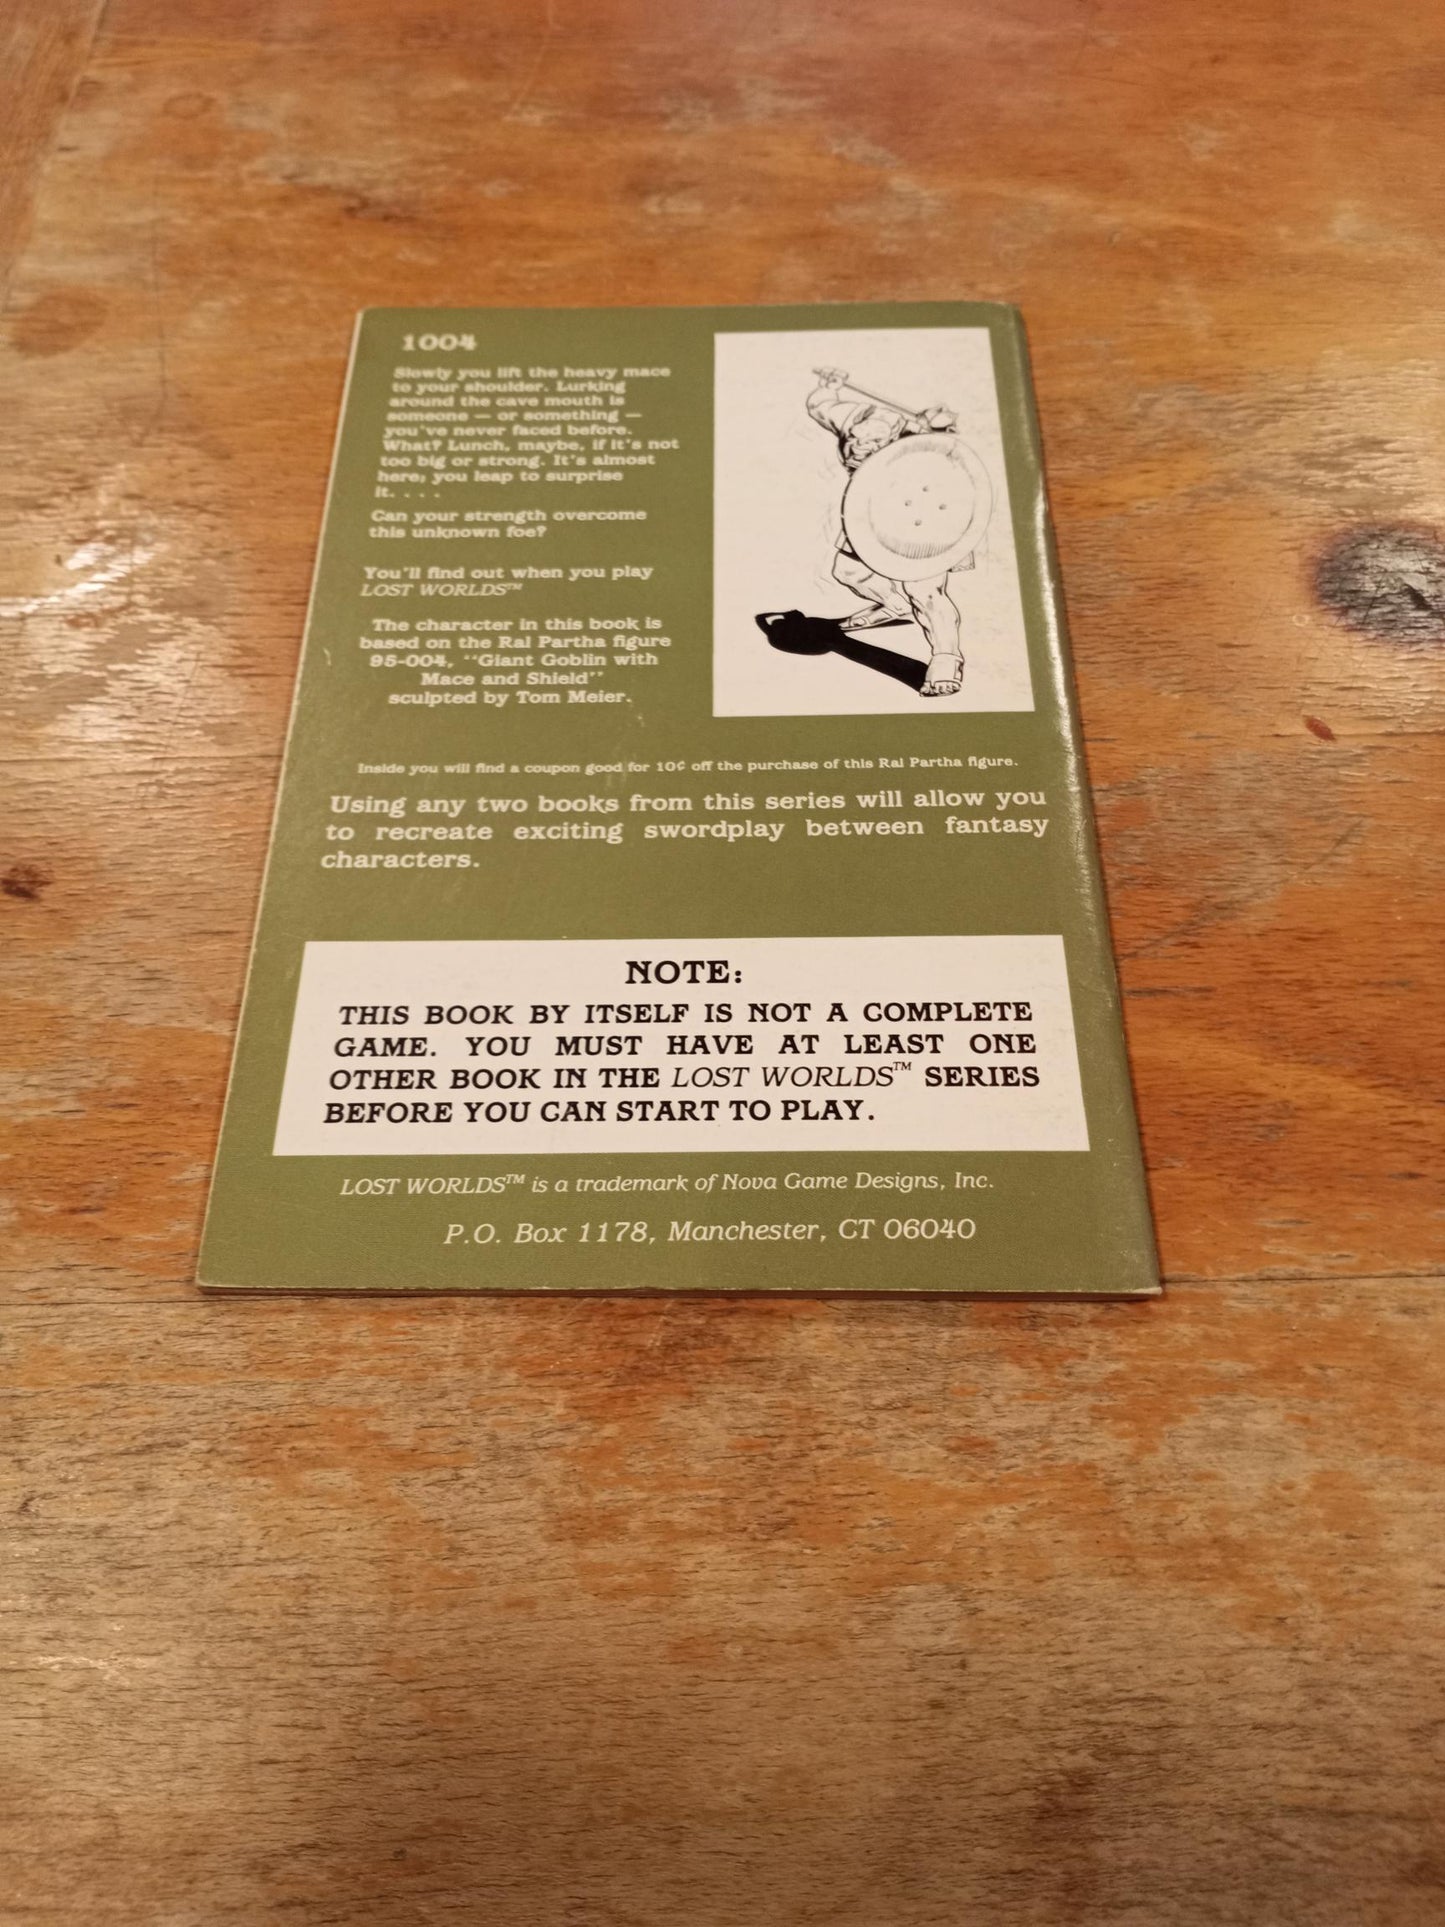 1004
Slowly you lift the heavy mace
to your shoulder. Lurking
around the cave mouth is
someone — or something —
you've never faced before.
What? Lunch, maybe, if it's not
too big or strong. It's almost
here; you leap to surprise
it. . . .
Can your strength overcome
this unknown foe?
You'll find out when you play
LOST WORLDS™
The character in this book is
based on the Ral Partha figure
95-004, "Giant Goblin with
Mace and Shield"
sculpted by Tom Meier.
Inside you will find a coupon good for 10¢ off the purchase of this Ral Partha figure.
Using any two books from this series will allow you
to recreate exciting swordplay between fantasy
characters.
NOTE:
THIS BOOK BY ITSELF IS NOT A COMPLETE
GAME. YOU MUST HAVE AT LEAST ONE
OTHER BOOK IN THE LOST WORLDS™ SERIES
BEFORE YOU CAN START TO PLAY.
LOST WORLDS™ is a trademark of Nova Game Designs, Inc.
P.O. Box 1178, Manchester, CT 06040